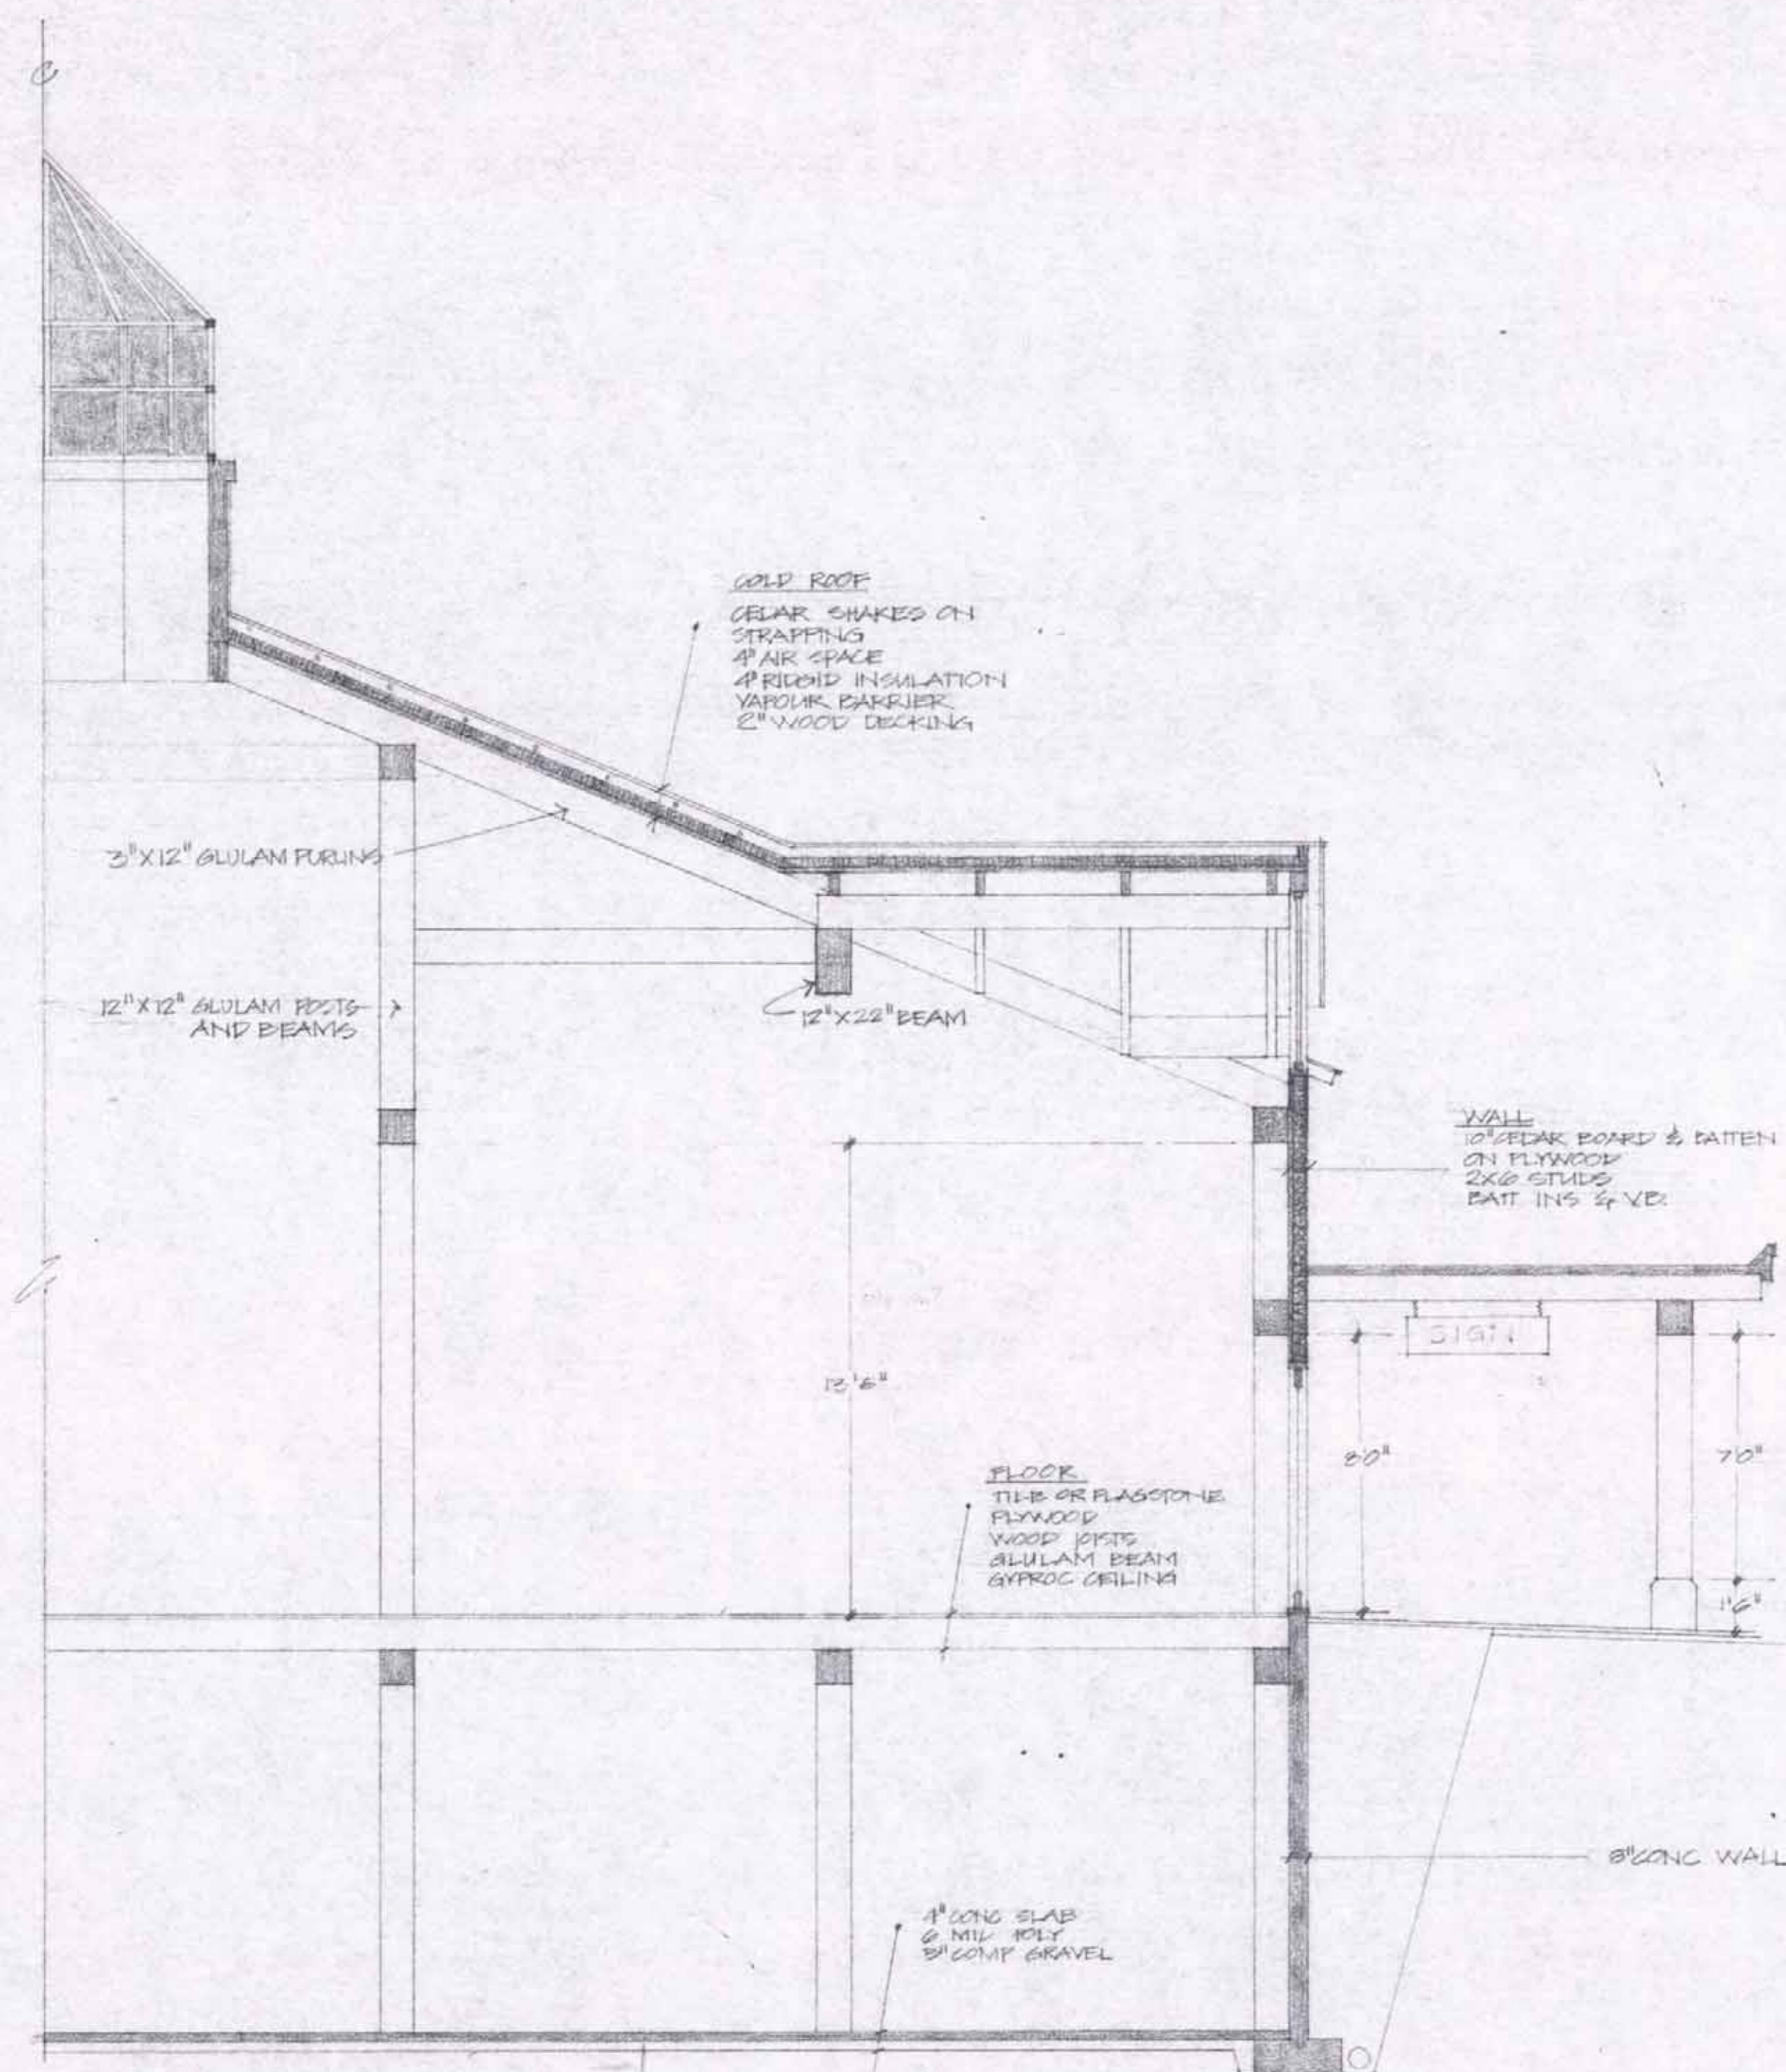 COLD ROOF
CEDAR SHAKES ON
STRAPPING
4" AIR SPACE
4" RIDGID INSULATION
VAPOUR BARRIER
2" WOOD DECKING
3"X12" GLULAM PURLINS
12"X12" GLULAM POSTS
AND BEAMS
12"X22" BEAM
WALL
10" CEDAR BOARD & BATTEN
ON PLYWOOD
2X6 STUDS
BATT INS & V.B.
SIGN
13'6"
8'0"
7'0"
1'6"
FLOOR
TILE OR FLAGSTONE
PLYWOOD
WOOD JOISTS
GLULAM BEAM
GYPROC CEILING
8" CONC WALL
4" CONC SLAB
6 MIL POLY
5" COMP GRAVEL